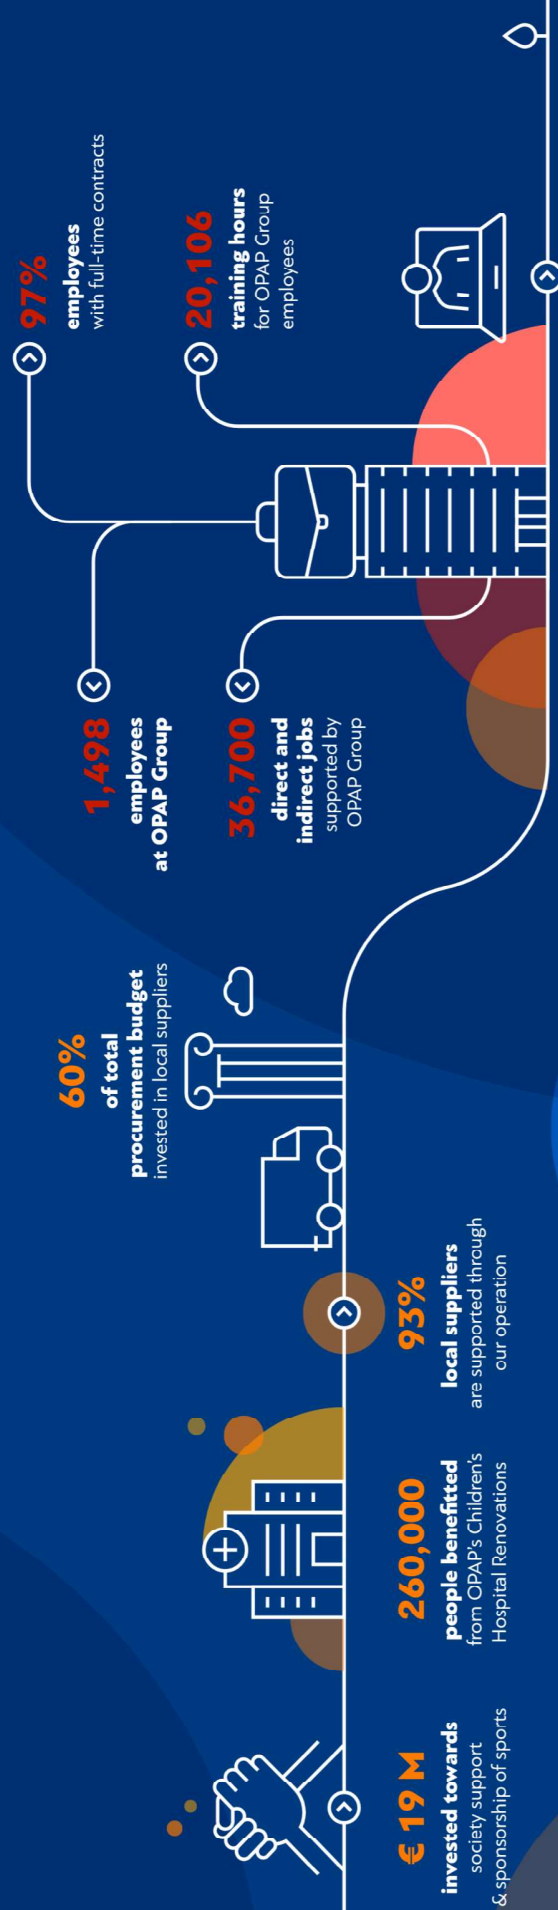 € 19 M
invested towards
society support
& sponsorship of sports
260,000
people benefitted
from OPAP's Children's
Hospital Renovations
93%
local suppliers
are supported through
our operation
60%
of total
procurement budget
invested in local suppliers
1,498
employees
at OPAP Group
36,700
direct and
indirect jobs
supported by
OPAP Group
97%
employees
with full-time contracts
20,106
training hours
for OPAP Group
employees